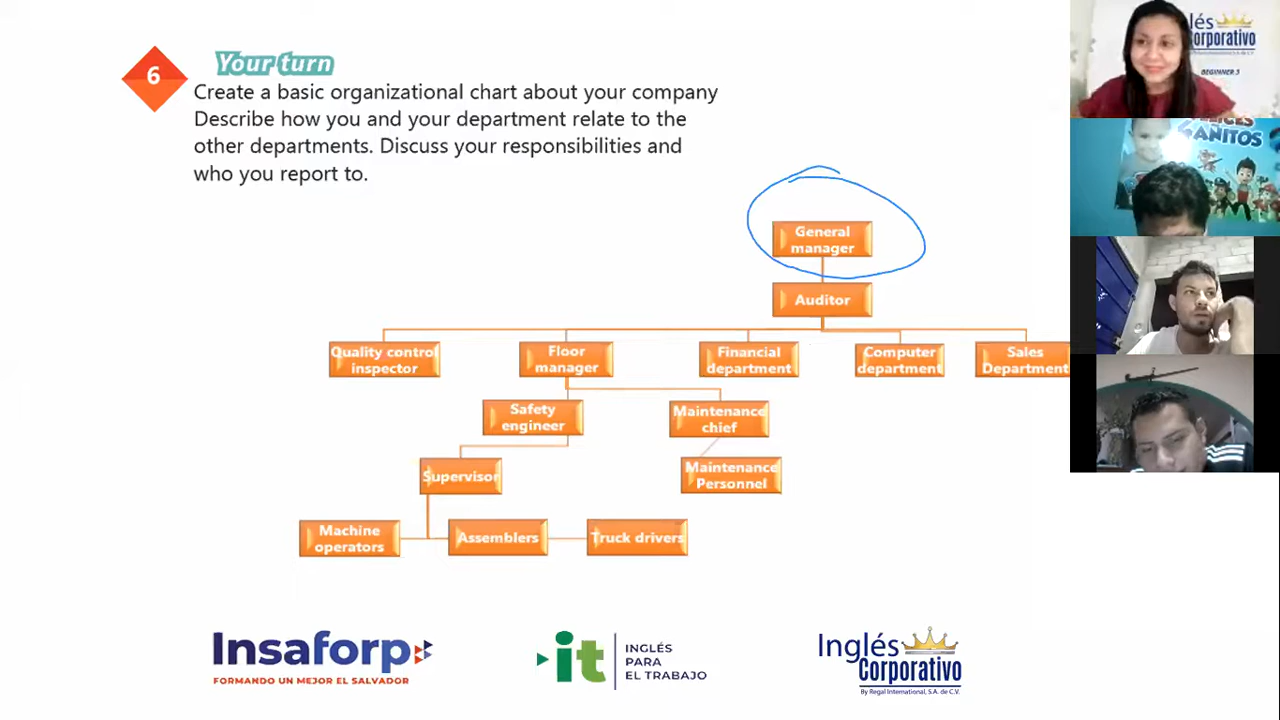 6
Your turn
Create a basic organizational chart about your company
Describe how you and your department relate to the
other departments. Discuss your responsibilities and
who you report to.
General
manager
Auditor
Quality control
inspector
Floor
manager
Financial
department
Computer
department
Sales
Department
Safety
engineer
Maintenance
chief
Supervisor
Maintenance
Personnel
Machine
operators
Assemblers
Truck drivers
Insaforp
FORMANDO UN MEJOR EL SALVADOR
it
INGLÉS
PARA
EL TRABAJO
Inglés
Corporativo
By Regal International, S.A. de C.V.
lés
Corporativo
BEGINNER 3
AÑITOS